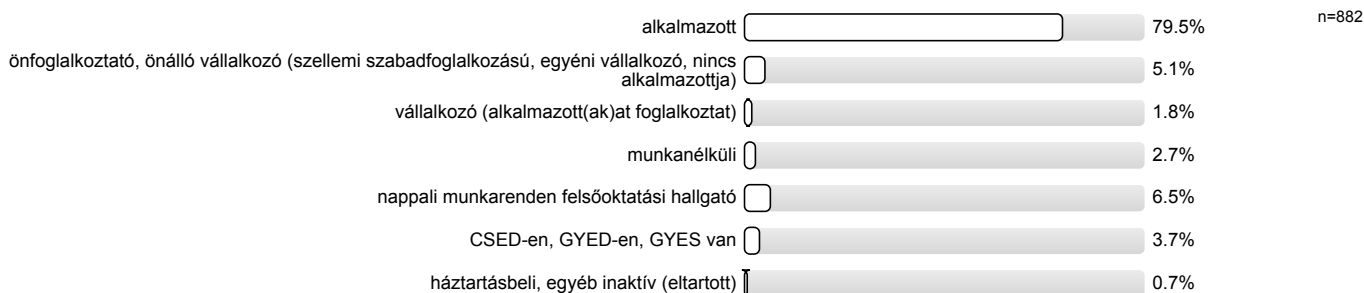 alkalmazott 79.5% n=882
önfoglalkoztató, önálló vállalkozó (szellemi szabadfoglalkozású, egyéni vállalkozó, nincs
alkalmazottja) 5.1%
vállalkozó (alkalmazott(ak)at foglalkoztat) 1.8%
munkanélküli 2.7%
nappali munkarenden felsőoktatási hallgató 6.5%
CSED-en, GYED-en, GYES van 3.7%
háztartásbeli, egyéb inaktív (eltartott) 0.7%